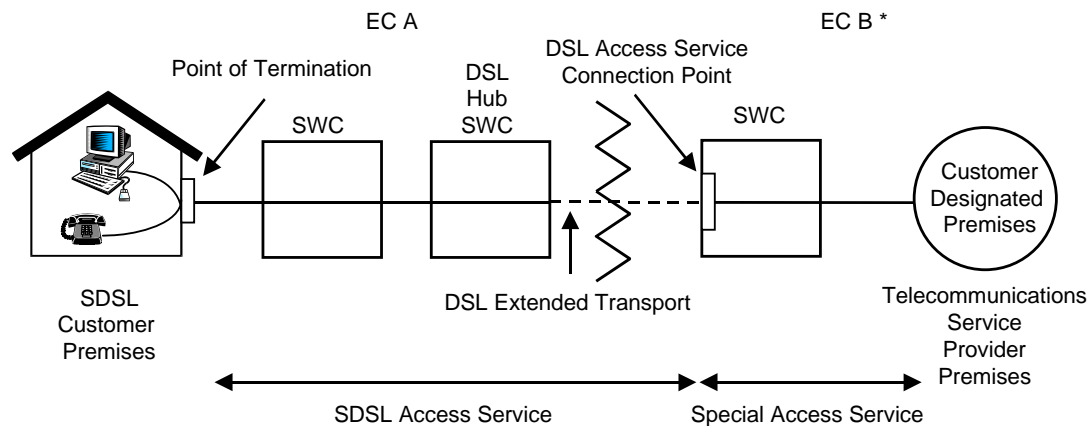 EC A
EC B *
Point of Termination
DSL
Hub
SWC
DSL Access Service
Connection Point
SWC
SWC
Customer
Designated
Premises
DSL Extended Transport
SDSL
Customer
Premises
Telecommunications
Service
Provider
Premises
SDSL Access Service
Special Access Service